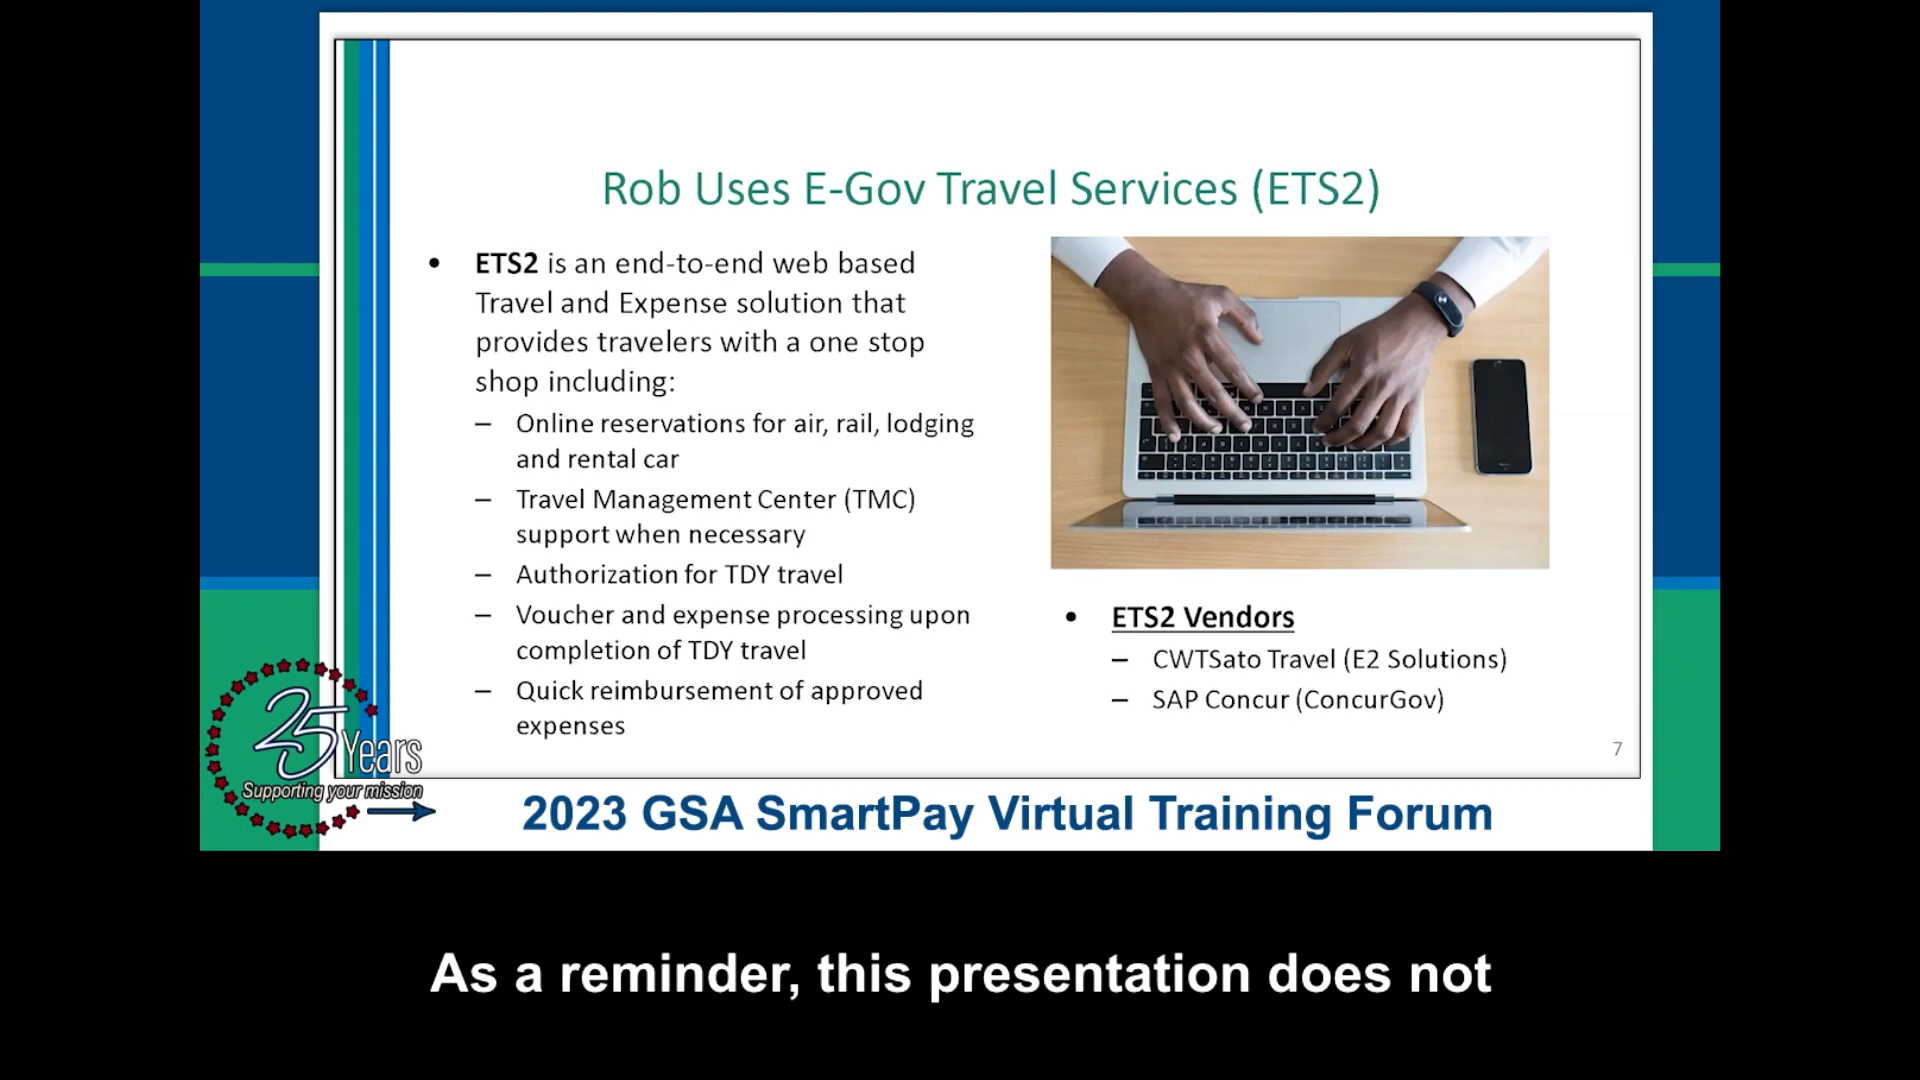 Rob Uses E-Gov Travel Services (ETS2)
• ETS2 is an end-to-end web based
Travel and Expense solution that
provides travelers with a one stop
shop including:
– Online reservations for air, rail, lodging
and rental car
– Travel Management Center (TMC)
support when necessary
– Authorization for TDY travel
– Voucher and expense processing upon
completion of TDY travel
– Quick reimbursement of approved
expenses
• ETS2 Vendors
– CWTSato Travel (E2 Solutions)
– SAP Concur (ConcurGov)
7
25 Years
Supporting your mission
2023 GSA SmartPay Virtual Training Forum
As a reminder, this presentation does not